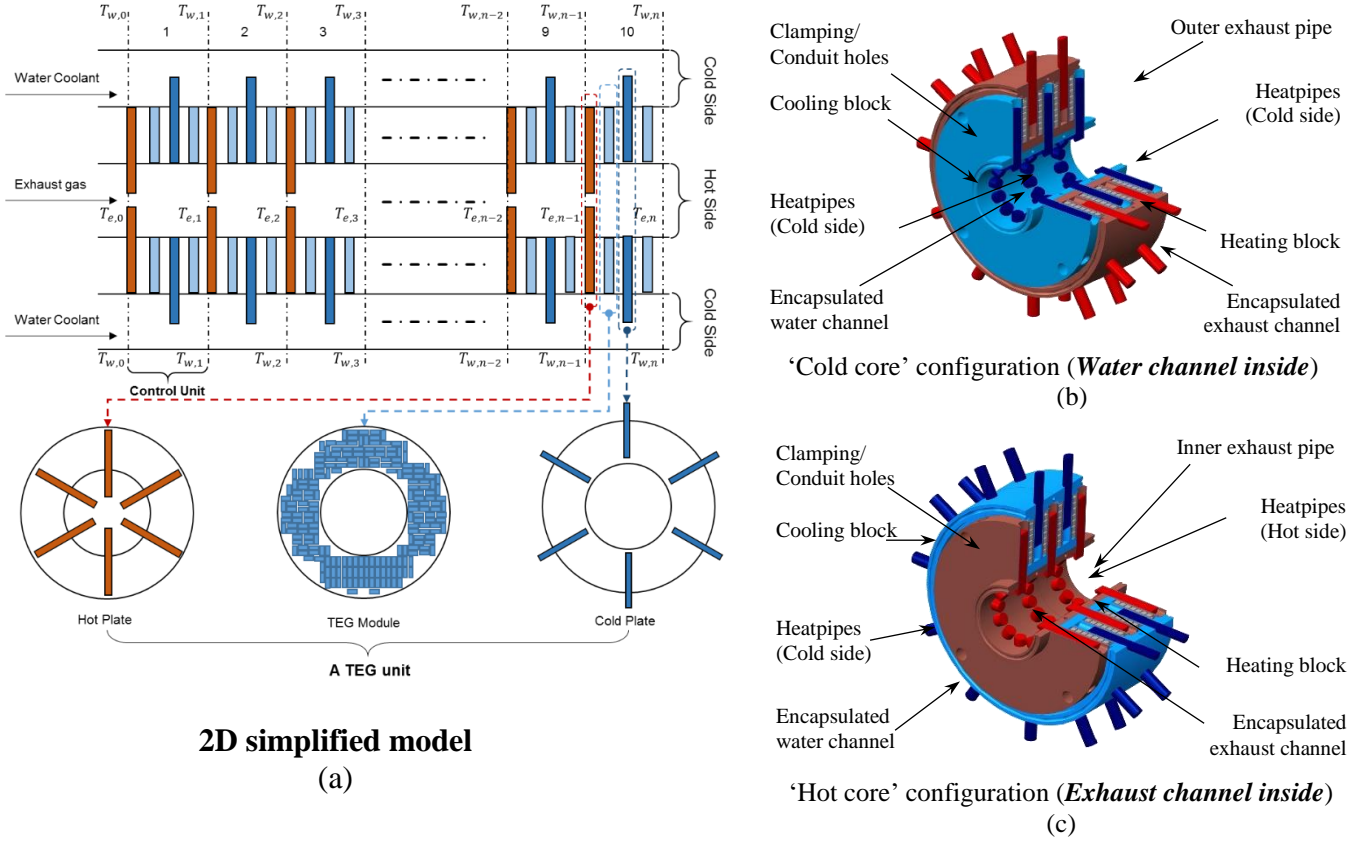 $T_{w,0}$ $T_{w,1}$ $T_{w,2}$ $T_{w,3}$ $T_{w,n-2}$ $T_{w,n-1}$ $T_{w,n}$
1 2 3 9 10
Water Coolant
Cold Side
Exhaust gas
Hot Side
$T_{e,0}$ $T_{e,1}$ $T_{e,2}$ $T_{e,3}$ $T_{e,n-2}$ $T_{e,n-1}$ $T_{e,n}$
Water Coolant
Cold Side
$T_{w,0}$ $T_{w,1}$ $T_{w,2}$ $T_{w,3}$ $T_{w,n-2}$ $T_{w,n-1}$ $T_{w,n}$
Control Unit
Hot Plate
TEG Module
Cold Plate
A TEG unit
2D simplified model
(a)
Clamping/
Conduit holes
Cooling block
Heatpipes
(Cold side)
Encapsulated
water channel
Outer exhaust pipe
Heatpipes
(Cold side)
Heating block
Encapsulated
exhaust channel
‘Cold core’ configuration (Water channel inside)
(b)
Clamping/
Conduit holes
Cooling block
Heatpipes
(Cold side)
Encapsulated
water channel
Inner exhaust pipe
Heatpipes
(Hot side)
Heating block
Encapsulated
exhaust channel
‘Hot core’ configuration (Exhaust channel inside)
(c)